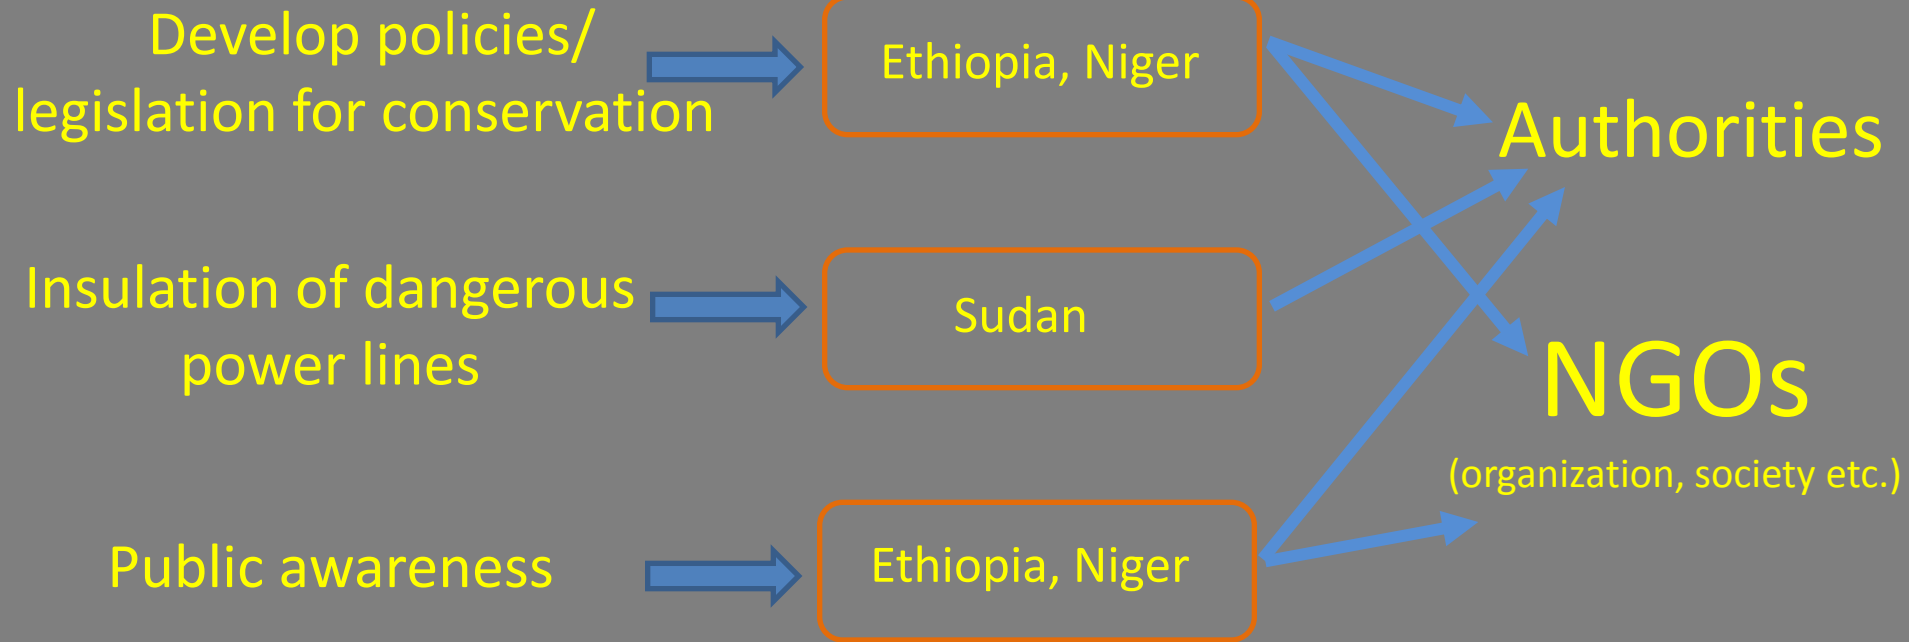 Develop policies/
legislation for conservation
Ethiopia, Niger
Authorities
Insulation of dangerous
power lines
Sudan
NGOs
(organization, society etc.)
Public awareness
Ethiopia, Niger